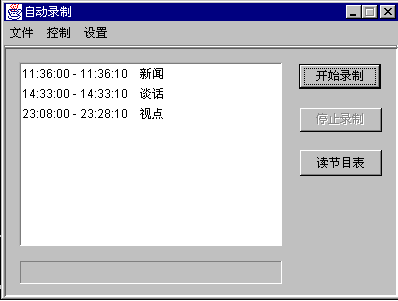 自动录制
文件 控制 设置
11:36:00 - 11:36:10 新闻
14:33:00 - 14:33:10 谈话
23:08:00 - 23:28:10 视点
开始录制
停止录制
读节目表